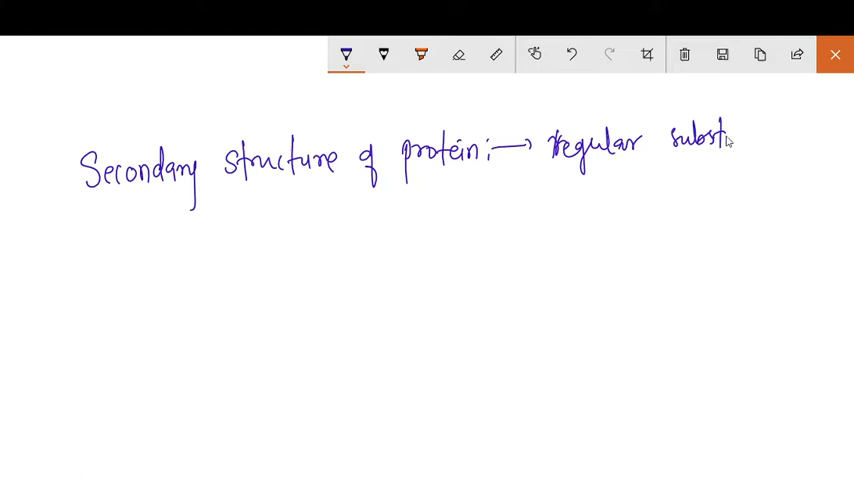 Secondary structure of protein :→ regular subst